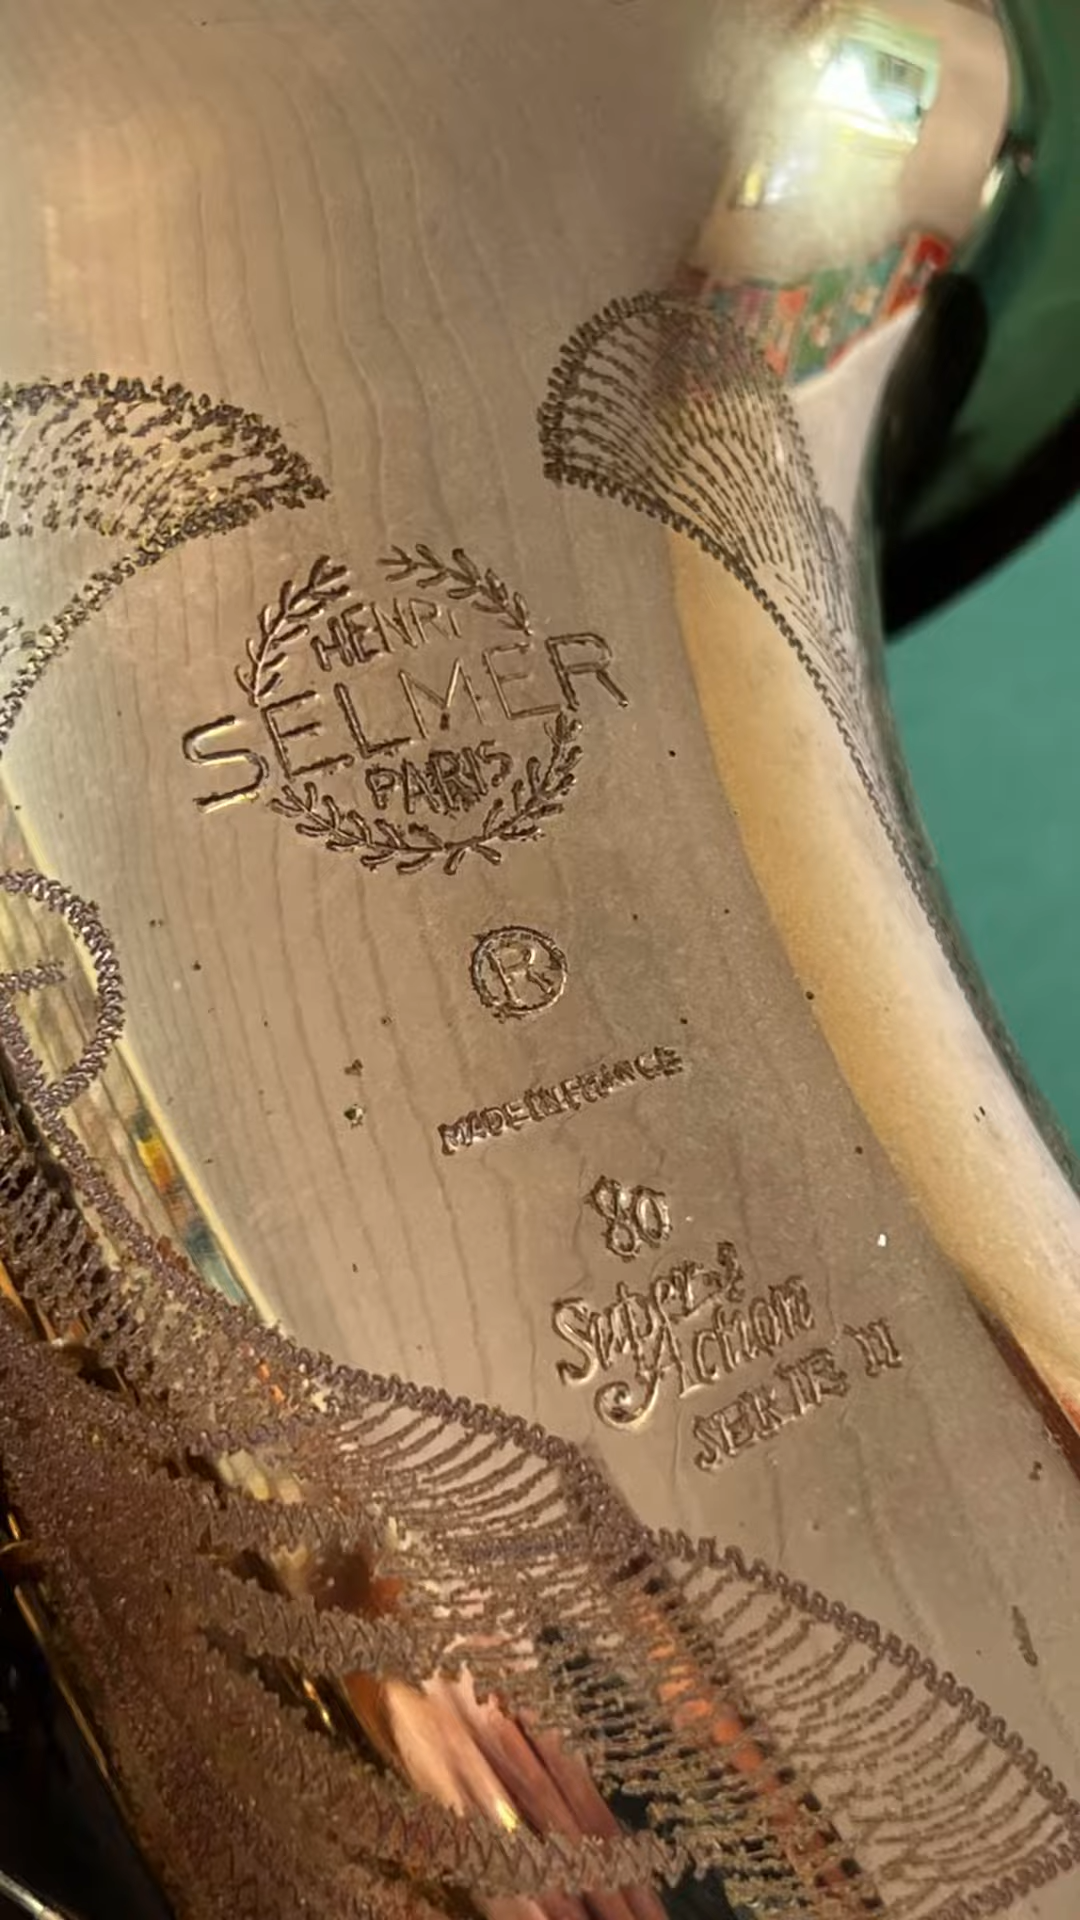 HENRI
SELMER
PARIS
®
MADE IN FRANCE
80
Super
Action
SERIE II